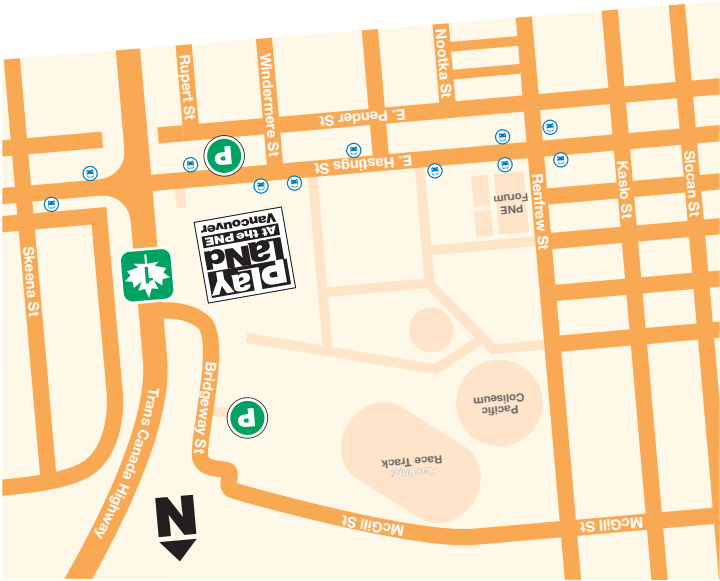 Rupert St
Windermere St
Nootka St
E. Pender St
E. Hastings St
P
Renfrew St
Kaslo St
Slocan St
PNE
Forum
Skeena St
1
PLAY
LAND
At the PNE
Vancouver
Bridgeway St
P
Trans Canada Highway
Pacific
Coliseum
Race Track
N
McGill St
McGill St